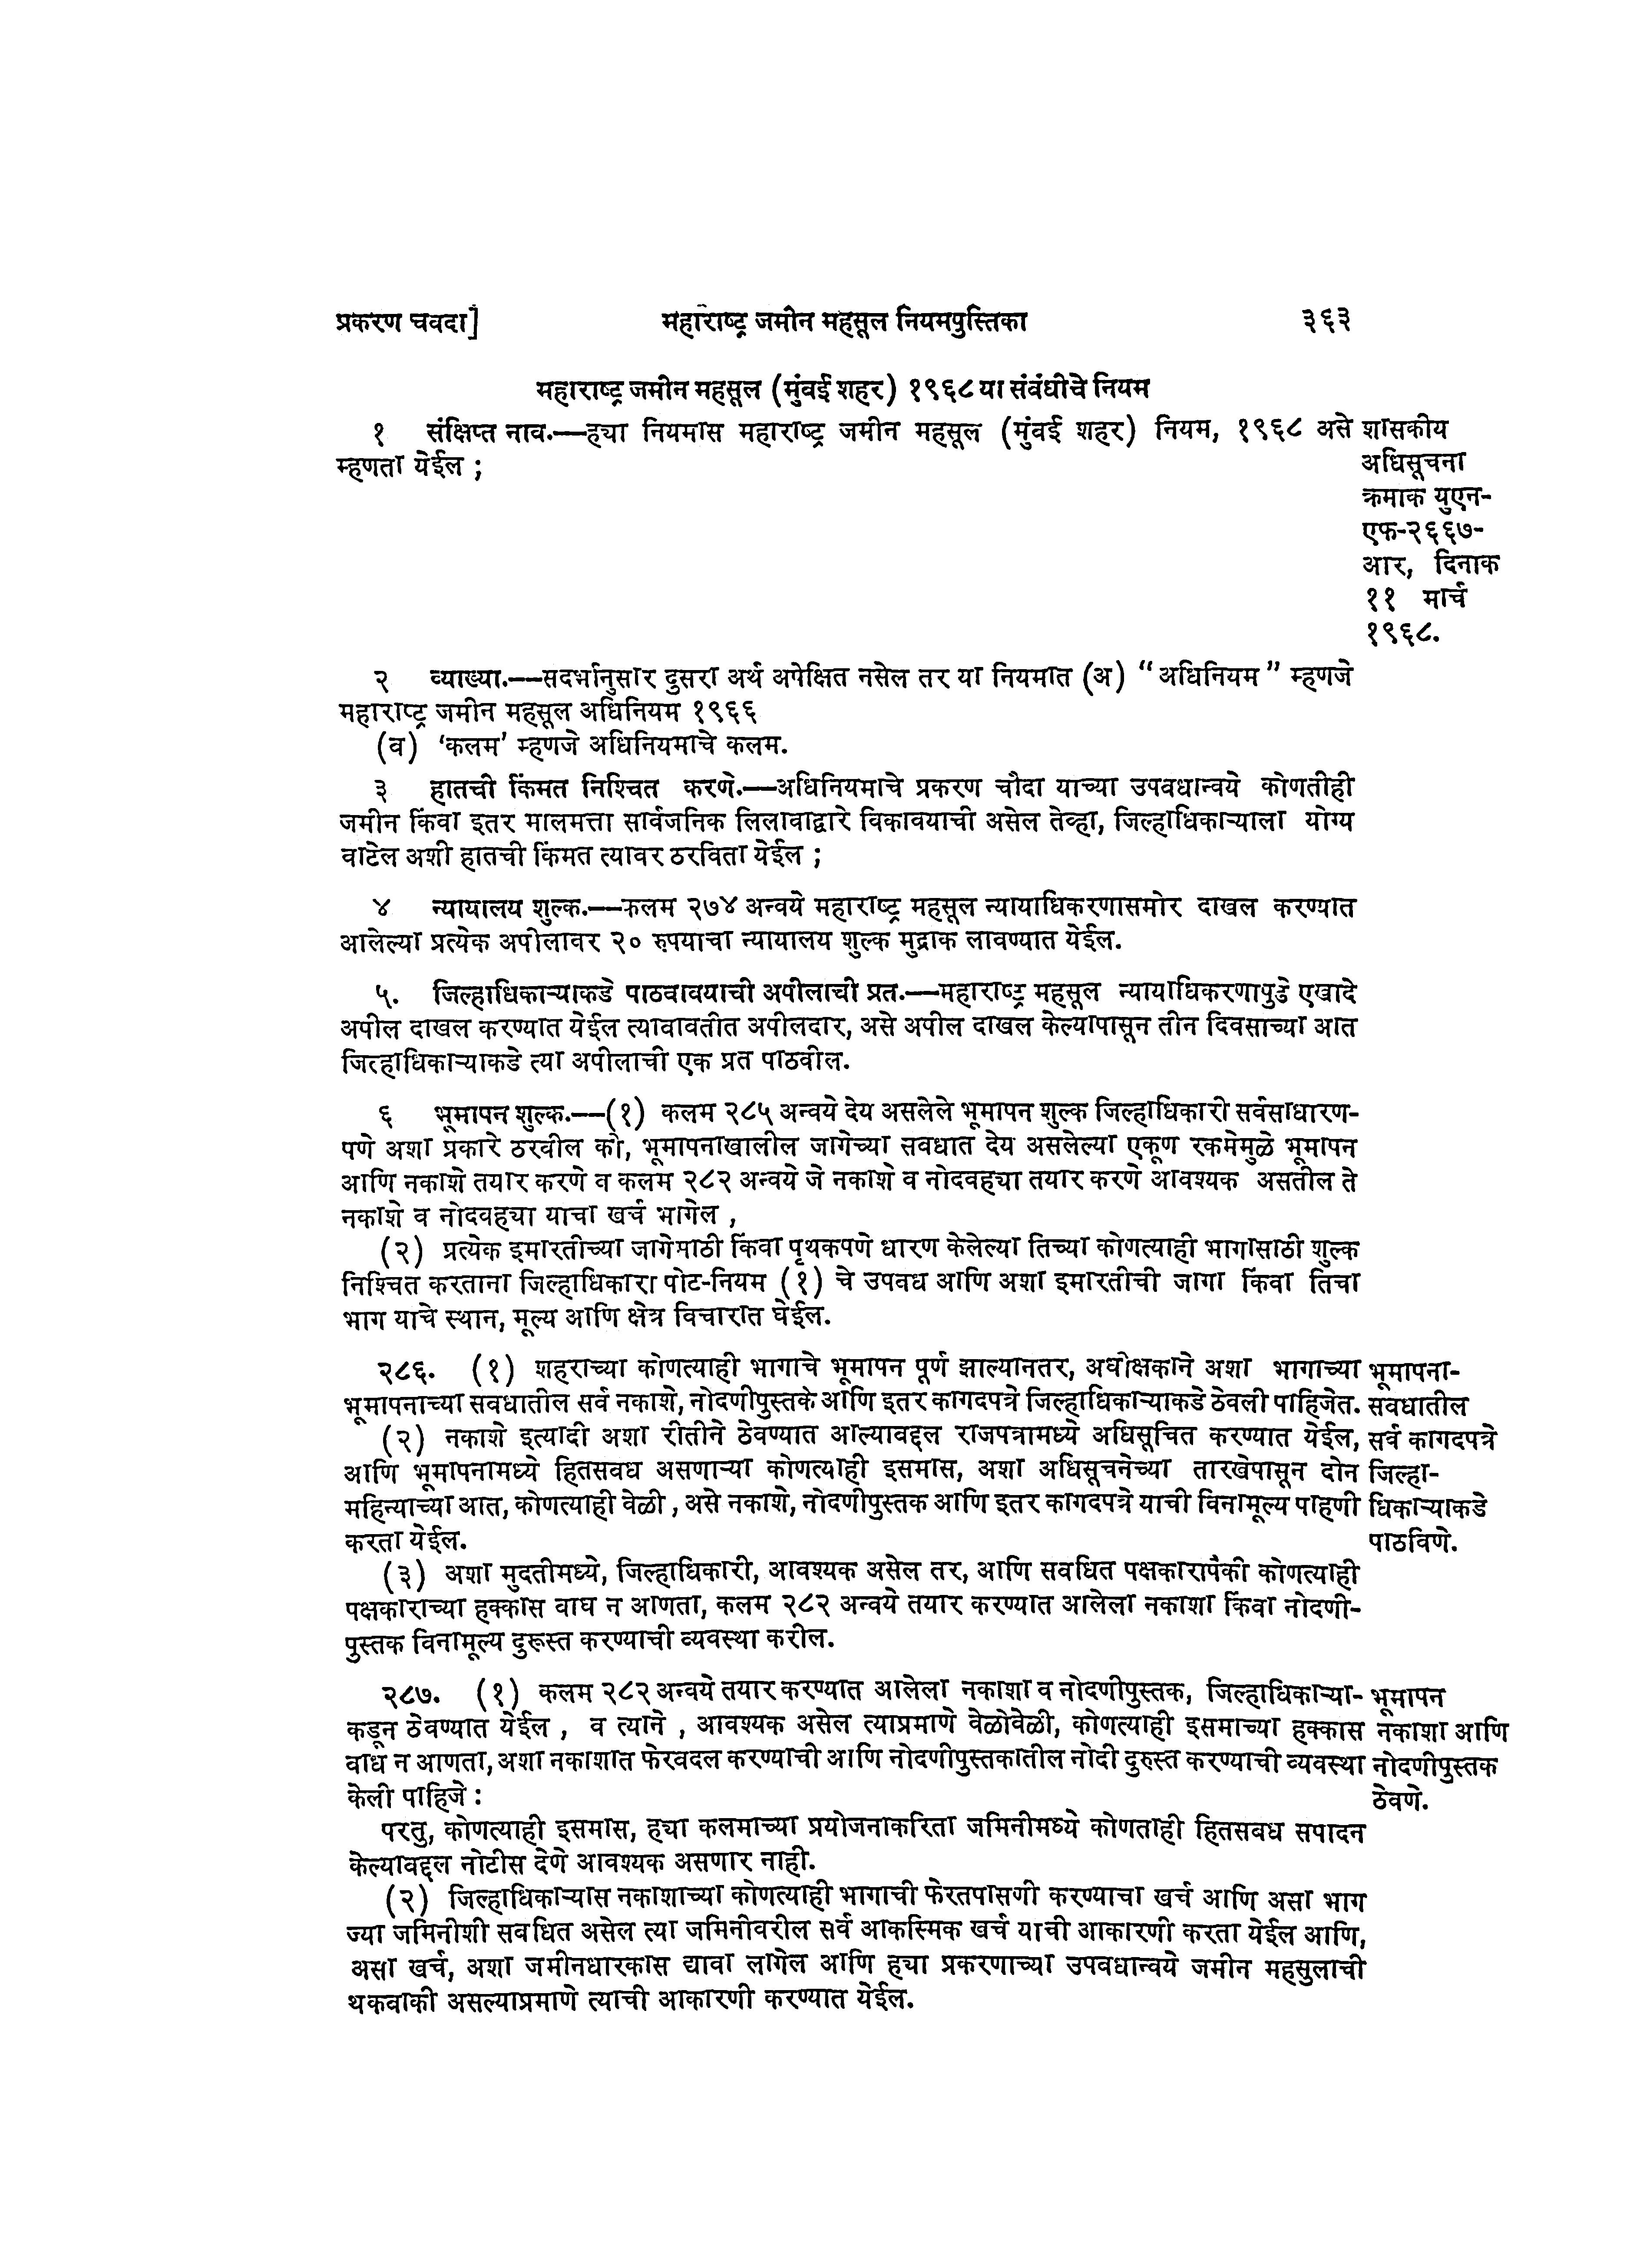 प्रकरण चवदा] महाराष्ट्र जमीन महसूल नियमपुस्तिका ३६३
महाराष्ट्र जमीन महसूल (मुंबई शहर) १९६८ या संबंधीचे नियम
१ संक्षिप्त नाव.—ह्या नियमास महाराष्ट्र जमीन महसूल (मुंबई शहर) नियम, १९६८ असे
म्हणता येईल ;
शासकीय
अधिसूचना
क्रमाक युएन-
एफ-२६६७-
आर, दिनाक
११ मार्च
१९६८.
२ व्याख्या.—सदर्भानुसार दुसरा अर्थ अपेक्षित नसेल तर या नियमात (अ) “ अधिनियम ” म्हणजे
महाराष्ट्र जमीन महसूल अधिनियम १९६६
(ब) ‘कलम’ म्हणजे अधिनियमाचे कलम.
३ हातची किंमत निश्चित करणे.—अधिनियमाचे प्रकरण चौदा याच्या उपबधान्वये कोणतीही
जमीन किंवा इतर मालमत्ता सार्वजनिक लिलावाद्वारे विकावयाची असेल तेव्हा, जिल्हाधिकाऱ्याला योग्य
वाटेल अशी हातची किंमत त्यावर ठरविता येईल ;
४ न्यायालय शुल्क.—कलम २७४ अन्वये महाराष्ट्र महसूल न्यायाधिकरणासमोर दाखल करण्यात
आलेल्या प्रत्येक अपीलावर २० रुपयाचा न्यायालय शुल्क मुद्राक लावण्यात येईल.
५. जिल्हाधिकाऱ्याकडे पाठवावयाची अपीलाची प्रत.—महाराष्ट्र महसूल न्यायाधिकरणापुढे एखादे
अपील दाखल करण्यात येईल त्याबाबतीत अपीलदार, असे अपील दाखल केल्यापासून तीन दिवसाच्या आत
जिल्हाधिकाऱ्याकडे त्या अपीलाची एक प्रत पाठवील.
६ भूमापन शुल्क.—(१) कलम २८५ अन्वये देय असलेले भूमापन शुल्क जिल्हाधिकारी सर्वसाधारण-
पणे अशा प्रकारे ठरवील की, भूमापनाखालील जागेच्या सबधात देय असलेल्या एकूण रकमेमुळे भूमापन
आणि नकाशे तयार करणे व कलम २८२ अन्वये जे नकाशे व नोदवह्या तयार करणे आवश्यक असतील ते
नकाशे व नोदवह्या याचा खर्च भागेल ,
(२) प्रत्येक इमारतीच्या जागेसाठी किंवा पृथकपणे धारण केलेल्या तिच्या कोणत्याही भागासाठी शुल्क
निश्चित करताना जिल्हाधिकारी पोट-नियम (१) चे उपबध आणि अशा इमारतीची जागा किंवा तिचा
भाग याचे स्थान, मूल्य आणि क्षेत्र विचारात घेईल.
२८६. (१) शहराच्या कोणत्याही भागाचे भूमापन पूर्ण झाल्यानतर, अधीक्षकाने अशा भागाच्या
भूमापनाच्या सबधातील सर्व नकाशे, नोदणीपुस्तके आणि इतर कागदपत्रे जिल्हाधिकाऱ्याकडे ठेवली पाहिजेत.
(२) नकाशे इत्यादी अशा रीतीने ठेवण्यात आल्याबद्दल राजपत्रामध्ये अधिसूचित करण्यात येईल,
आणि भूमापनामध्ये हितसबध असणाऱ्या कोणत्याही इसमास, अशा अधिसूचनेच्या तारखेपासून दोन
महिन्याच्या आत, कोणत्याही वेळी , असे नकाशे, नोदणीपुस्तक आणि इतर कागदपत्रे याची विनामूल्य पाहणी
करता येईल.
(३) अशा मुदतीमध्ये, जिल्हाधिकारी, आवश्यक असेल तर, आणि सबधित पक्षकारापैकी कोणत्याही
पक्षकाराच्या हक्कास बाध न आणता, कलम २८२ अन्वये तयार करण्यात आलेला नकाशा किंवा नोदणी-
पुस्तक विनामूल्य दुरूस्त करण्याची व्यवस्था करील.
भूमापना-
सबधातील
सर्व कागदपत्रे
जिल्हा-
धिकाऱ्याकडे
पाठविणे.
२८७. (१) कलम २८२ अन्वये तयार करण्यात आलेला नकाशा व नोदणीपुस्तक, जिल्हाधिकाऱ्या-
कडून ठेवण्यात येईल , व त्याने , आवश्यक असेल त्याप्रमाणे वेळोवेळी, कोणत्याही इसमाच्या हक्कास
बाध न आणता, अशा नकाशात फेरबदल करण्याची आणि नोदणीपुस्तकातील नोदी दुरुस्त करण्याची व्यवस्था
केली पाहिजे :
भूमापन
नकाशा आणि
नोदणीपुस्तक
ठेवणे.
परतु, कोणत्याही इसमास, ह्या कलमाच्या प्रयोजनाकरिता जमिनीमध्ये कोणताही हितसबध सपादन
केल्याबद्दल नोटीस देणे आवश्यक असणार नाही.
(२) जिल्हाधिकाऱ्यास नकाशाच्या कोणत्याही भागाची फेरतपासणी करण्याचा खर्च आणि असा भाग
ज्या जमिनीशी सबधित असेल त्या जमिनीवरील सर्व आकस्मिक खर्च याची आकारणी करता येईल आणि,
असा खर्च, अशा जमीनधारकास द्यावा लागेल आणि ह्या प्रकरणाच्या उपबधान्वये जमीन महसुलाची
थकबाकी असल्याप्रमाणे त्याची आकारणी करण्यात येईल.